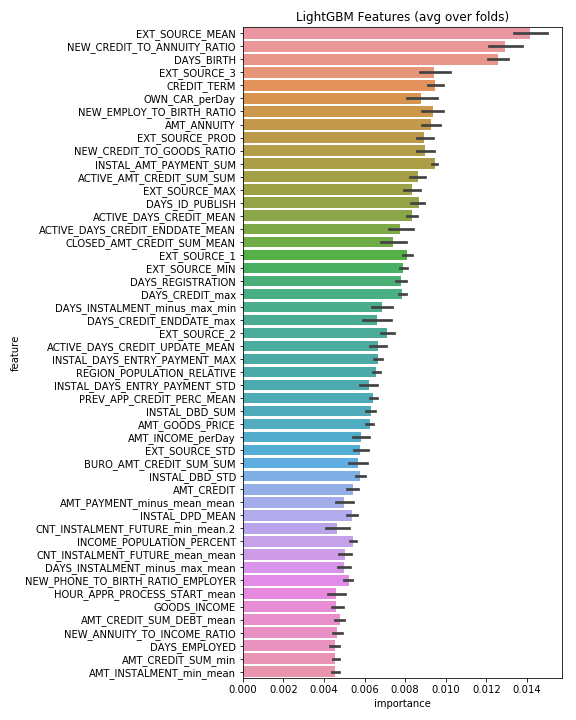 LightGBM Features (avg over folds)
feature
EXT_SOURCE_MEAN
NEW_CREDIT_TO_ANNUITY_RATIO
DAYS_BIRTH
EXT_SOURCE_3
CREDIT_TERM
OWN_CAR_perDay
NEW_EMPLOY_TO_BIRTH_RATIO
AMT_ANNUITY
EXT_SOURCE_PROD
NEW_CREDIT_TO_GOODS_RATIO
INSTAL_AMT_PAYMENT_SUM
ACTIVE_AMT_CREDIT_SUM_SUM
EXT_SOURCE_MAX
DAYS_ID_PUBLISH
ACTIVE_DAYS_CREDIT_MEAN
ACTIVE_DAYS_CREDIT_ENDDATE_MEAN
CLOSED_AMT_CREDIT_SUM_MEAN
EXT_SOURCE_1
EXT_SOURCE_MIN
DAYS_REGISTRATION
DAYS_CREDIT_max
DAYS_INSTALMENT_minus_max_min
DAYS_CREDIT_ENDDATE_max
EXT_SOURCE_2
ACTIVE_DAYS_CREDIT_UPDATE_MEAN
INSTAL_DAYS_ENTRY_PAYMENT_MAX
REGION_POPULATION_RELATIVE
INSTAL_DAYS_ENTRY_PAYMENT_STD
PREV_APP_CREDIT_PERC_MEAN
INSTAL_DBD_SUM
AMT_GOODS_PRICE
AMT_INCOME_perDay
EXT_SOURCE_STD
BURO_AMT_CREDIT_SUM_SUM
INSTAL_DBD_STD
AMT_CREDIT
AMT_PAYMENT_minus_mean_mean
INSTAL_DPD_MEAN
CNT_INSTALMENT_FUTURE_min_mean.2
INCOME_POPULATION_PERCENT
CNT_INSTALMENT_FUTURE_mean_mean
DAYS_INSTALMENT_minus_max_mean
NEW_PHONE_TO_BIRTH_RATIO_EMPLOYER
HOUR_APPR_PROCESS_START_mean
GOODS_INCOME
AMT_CREDIT_SUM_DEBT_mean
NEW_ANNUITY_TO_INCOME_RATIO
DAYS_EMPLOYED
AMT_CREDIT_SUM_min
AMT_INSTALMENT_min_mean
0.000 0.002 0.004 0.006 0.008 0.010 0.012 0.014
importance